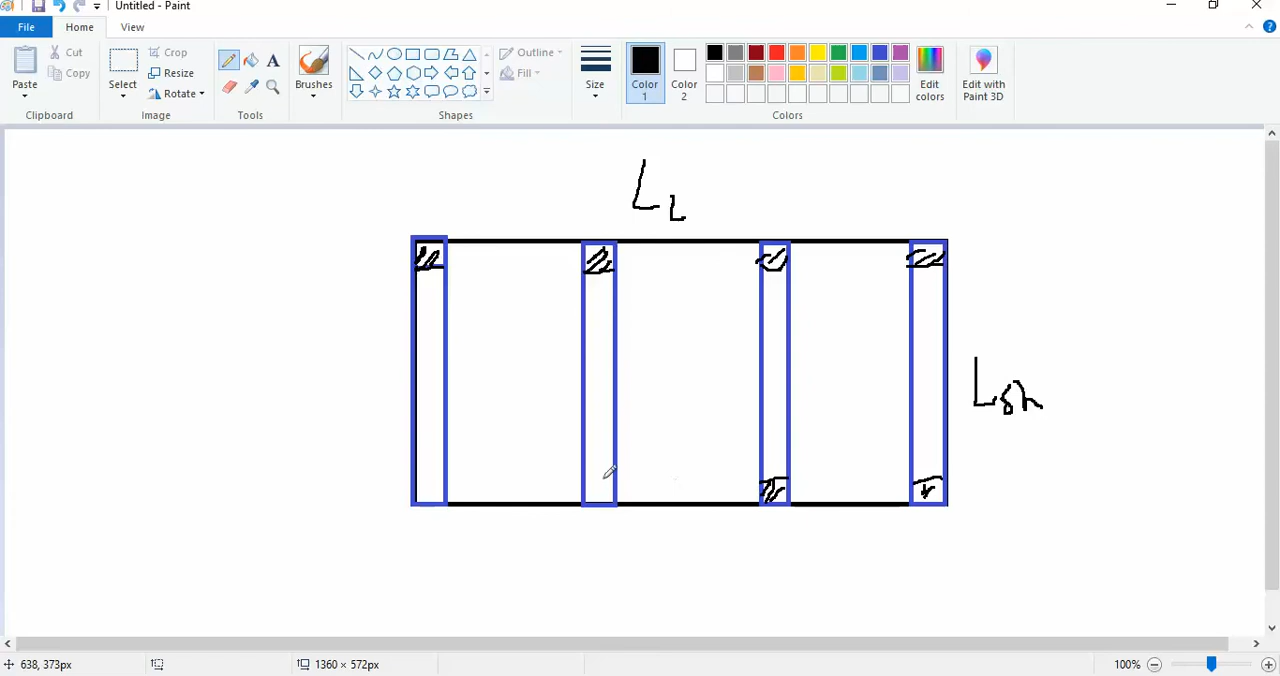 Untitled - Paint
File Home View
Paste
Cut
Copy
Clipboard
Select
Crop
Resize
Rotate
Image
A
Tools
Brushes
Shapes
Outline
Fill
Size
Color 1
Color 2
Edit colors
Edit with Paint 3D
Colors
L L
L sh
638, 373px
1360 × 572px
100%